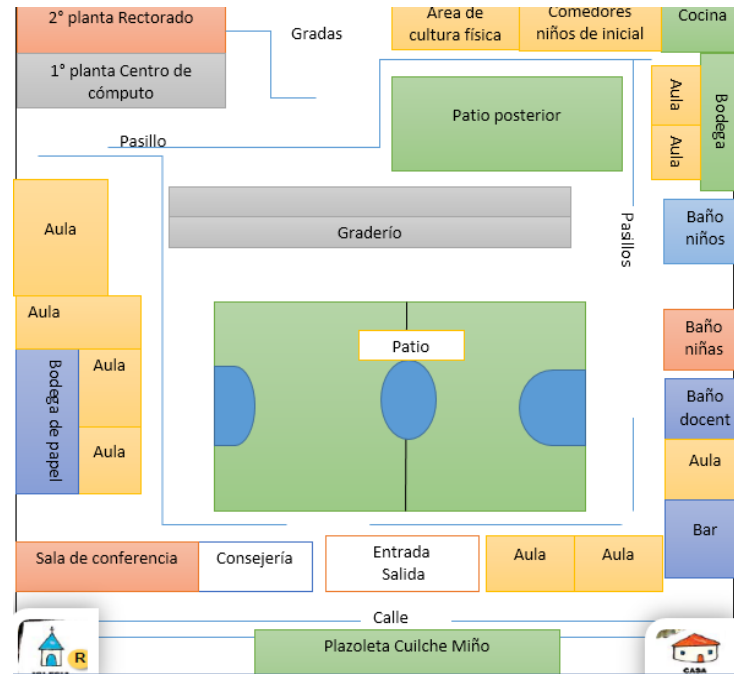 2° planta Rectorado
Gradas
Área de
cultura física
Comedores
niños de inicial
Cocina
1° planta Centro de
cómputo
Patio posterior
Aula
Bodega
Aula
Pasillo
Aula
Graderío
Pasillos
Baño
niños
Aula
Patio
Baño
niñas
Bodega de papel
Aula
Baño
docent
Aula
Aula
Bar
Sala de conferencia
Consejería
Entrada
Salida
Aula
Aula
Calle
Plazoleta Cuilche Miño
R
CASA